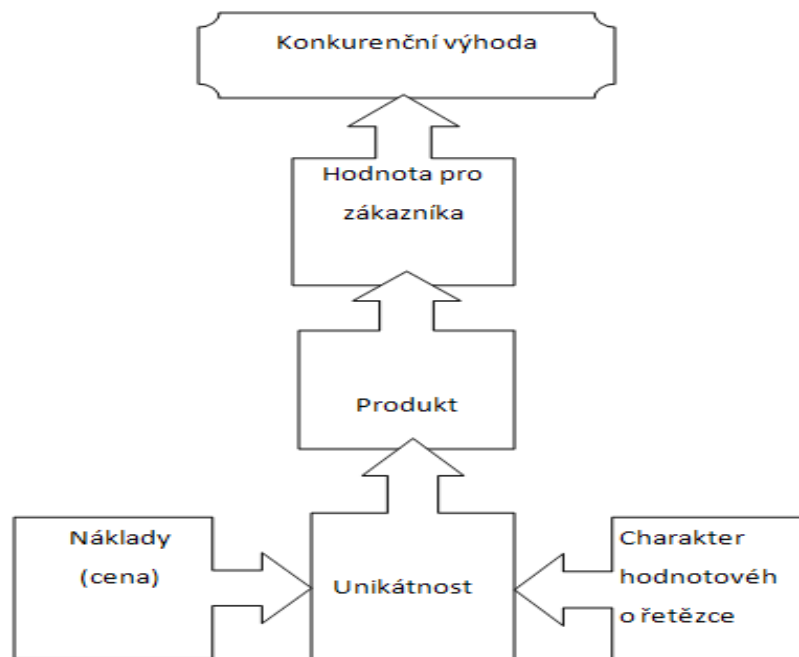 Konkurenční výhoda
Hodnota pro
zákazníka
Produkt
Náklady
(cena)
Unikátnost
Charakter
hodnotovéh
o řetězce